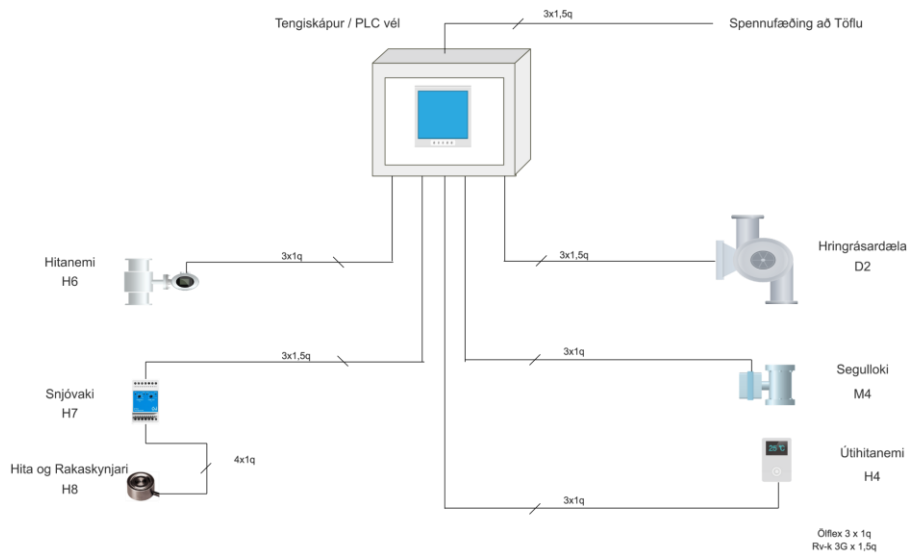 Tengiskápur / PLC vél
3x1,5q
Spennufæðing að Töflu
Hitanemi
H6
3x1q
3x1,5q
Hringrásardæla
D2
3x1,5q
3x1q
Snjóvaki
H7
Segulloki
M4
Hita og Rakaskynjari
H8
4x1q
25℃
Útihitanemi
H4
3x1q
Ölflex 3 x 1q
Rv-k 3G x 1,5q